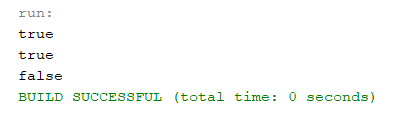 run:
true
true
false
BUILD SUCCESSFUL (total time: 0 seconds)